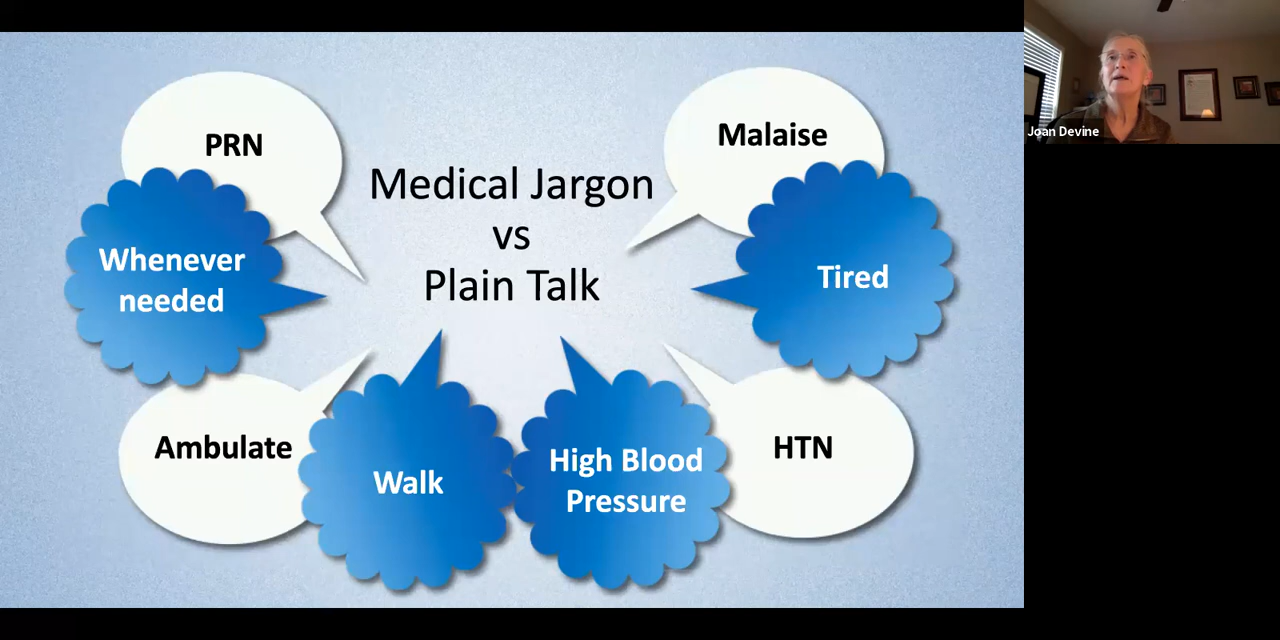 PRN
Malaise
Medical Jargon
vs
Plain Talk
Whenever
needed
Tired
Ambulate
Walk
High Blood
Pressure
HTN
Joan Devine